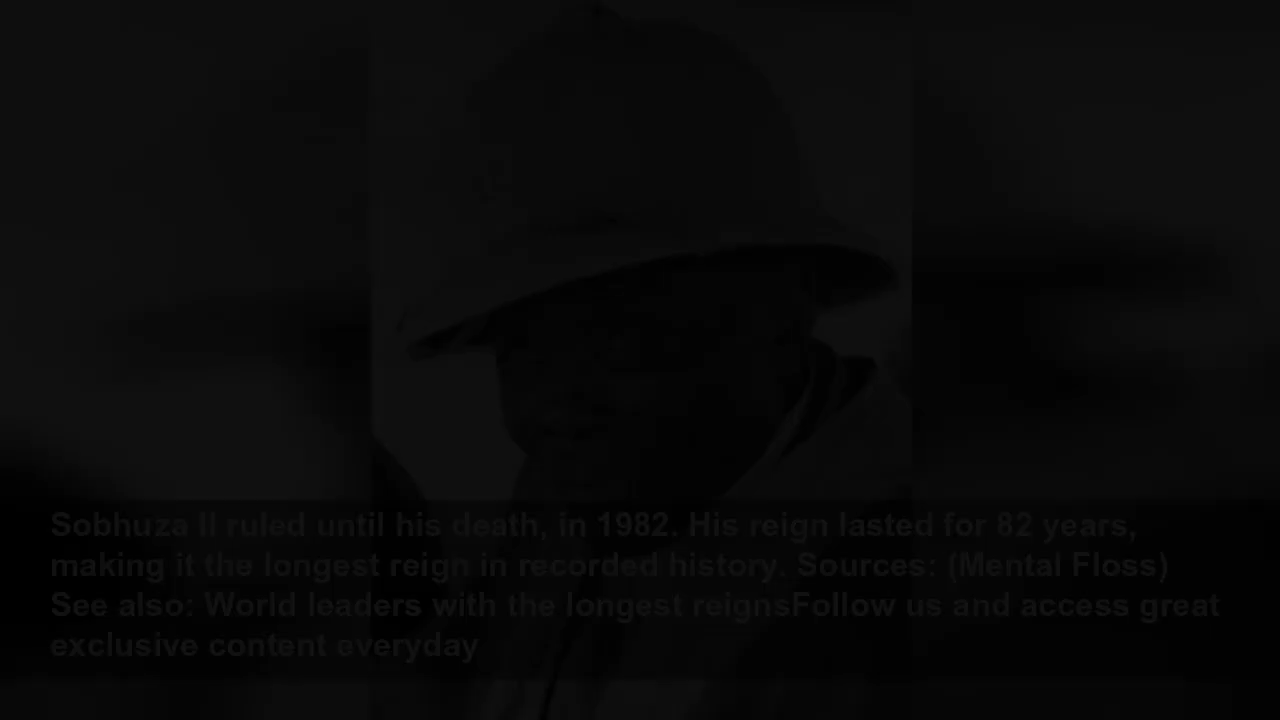 Sobhuza II ruled until his death, in 1982. His reign lasted for 82 years,
making it the longest reign in recorded history. Sources: (Mental Floss)
See also: World leaders with the longest reignsFollow us and access great
exclusive content everyday